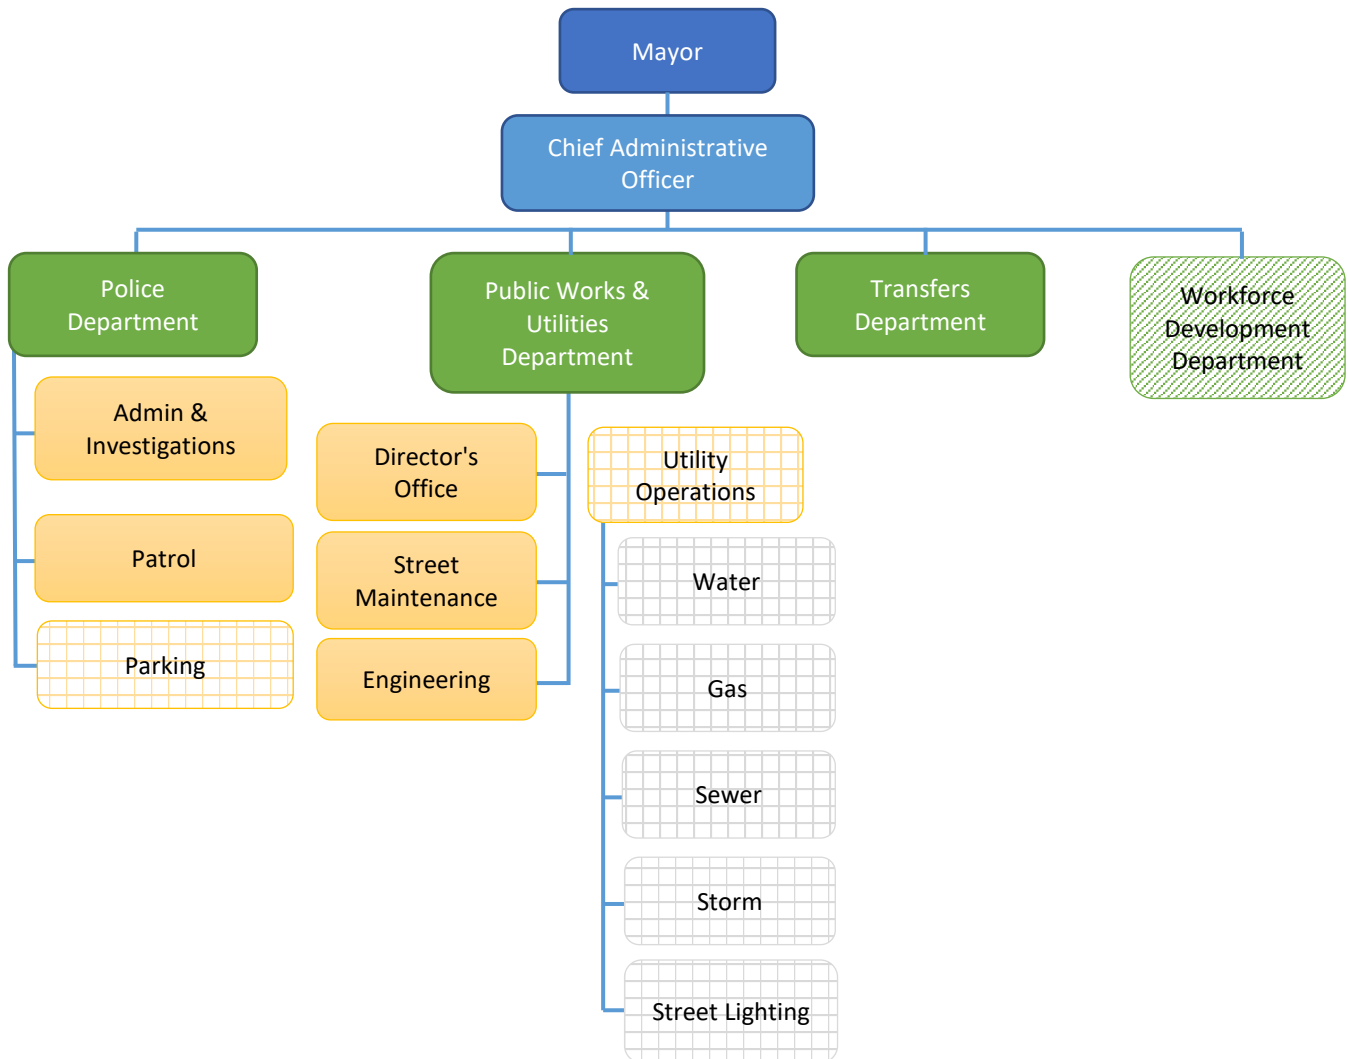 Mayor
Chief Administrative
Officer
Police
Department
Public Works &
Utilities
Department
Transfers
Department
Workforce
Development
Department
Admin &
Investigations
Patrol
Parking
Director's
Office
Street
Maintenance
Engineering
Utility
Operations
Water
Gas
Sewer
Storm
Street Lighting